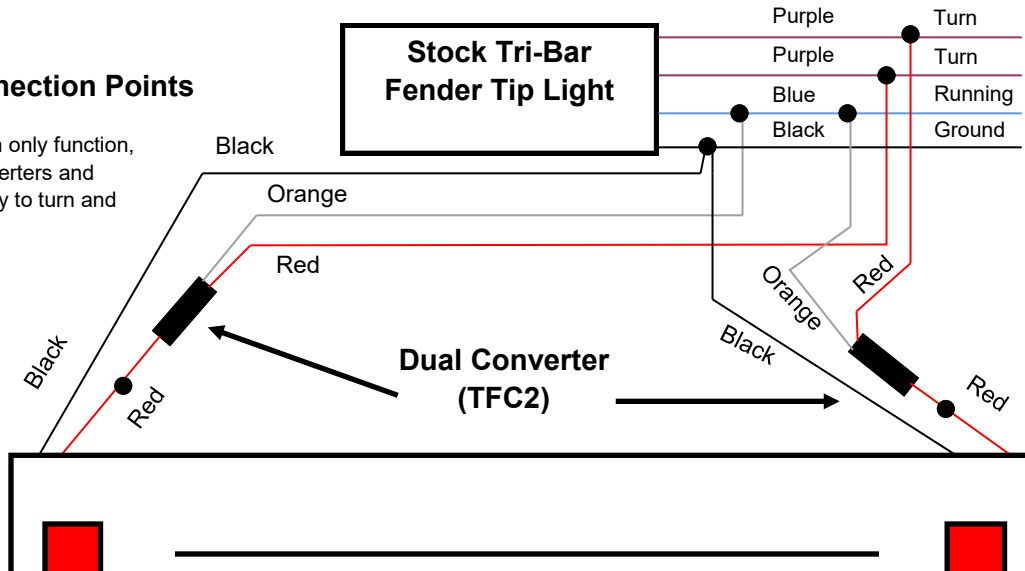 Purple
Turn
Stock Tri-Bar
Fender Tip Light
Purple
Turn
Blue
Running
Black
Ground
nection Points
only function,
erters and
to turn and
Black
Orange
Red
Black
Red
Dual Converter
(TFC2)
Orange
Red
Black
Red